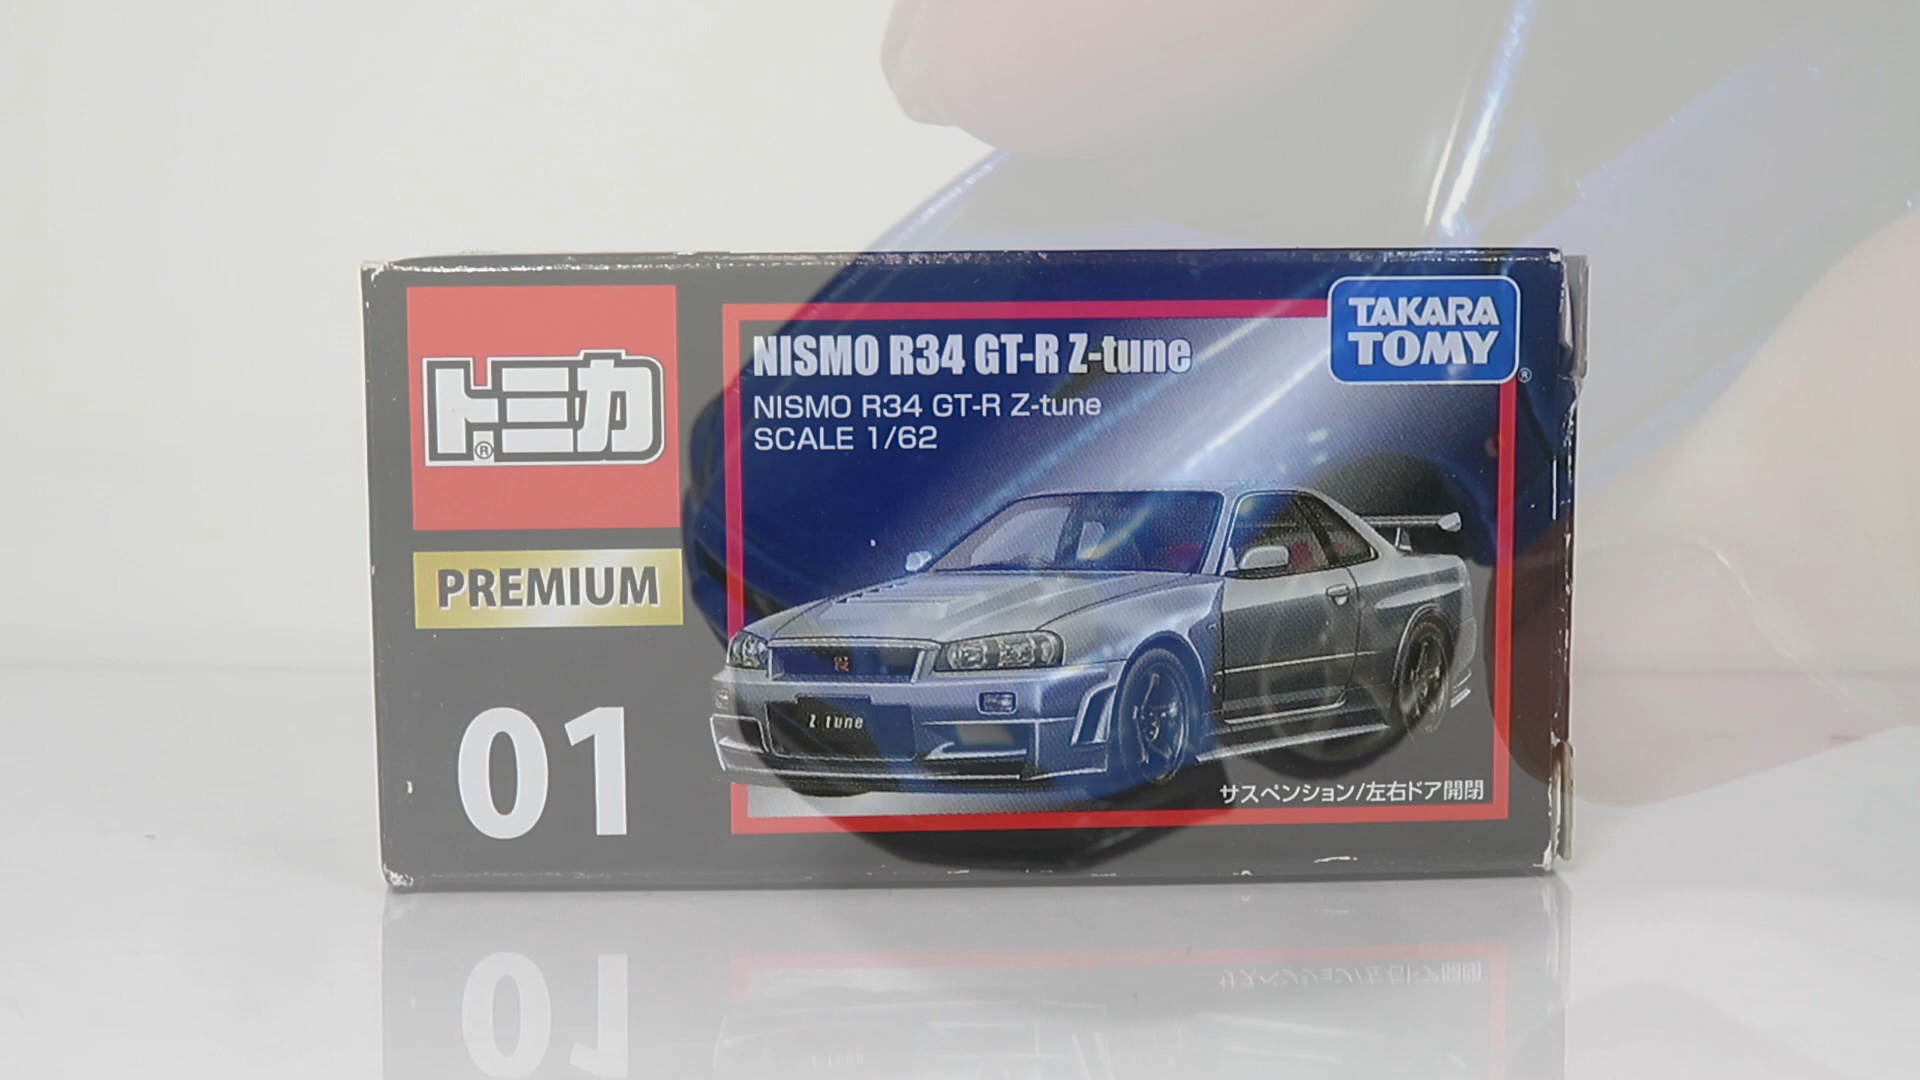 トミカ®
PREMIUM
01
NISMO R34 GT-R Z-tune
NISMO R34 GT-R Z-tune
SCALE 1/62
TAKARA
TOMY®
Z tune
サスペンション/左右ドア開閉